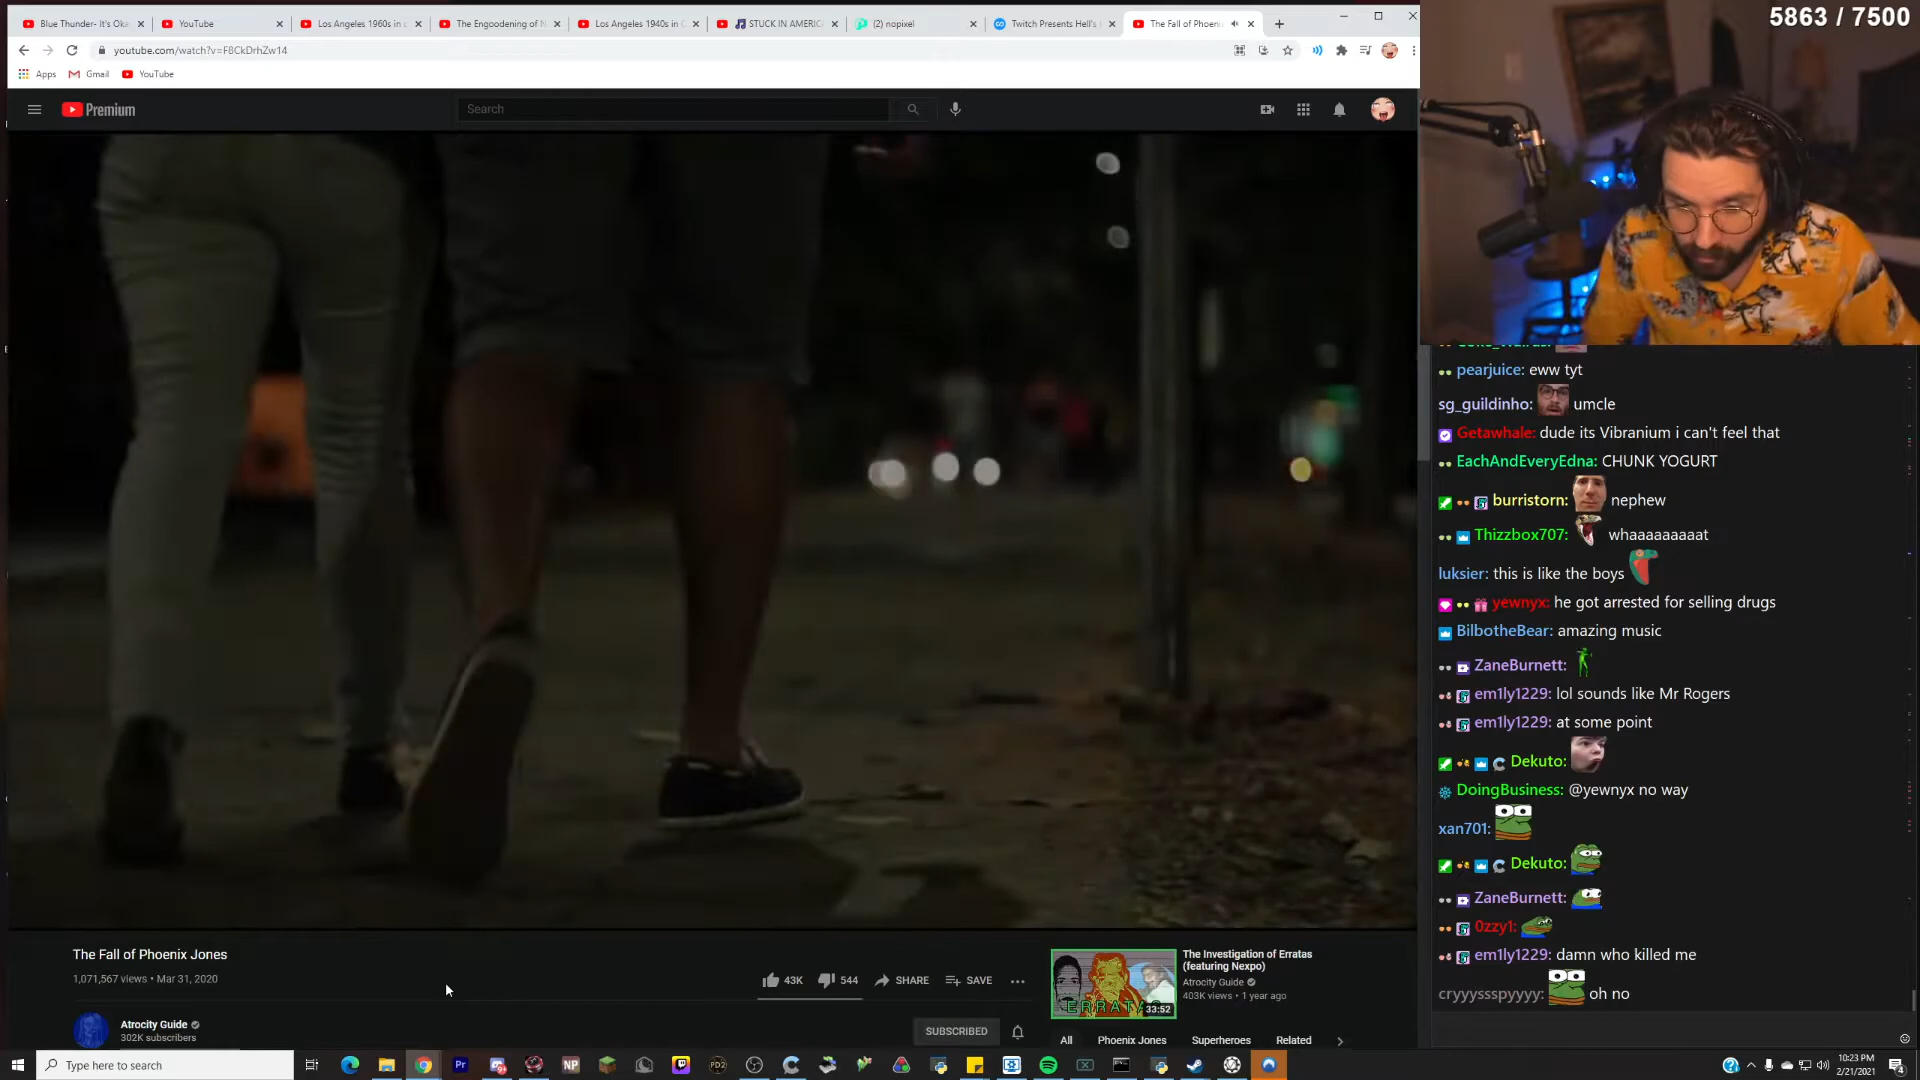 Blue Thunder- It's Oka
YouTube
Los Angeles 1960s in c
The Engoodening of N
Los Angeles 1940s in C
STUCK IN AMERICA
(2) nopixel
Twitch Presents Hell's
The Fall of Phoeni
5863 / 7500
youtube.com/watch?v=F8CkDrhZw14
Apps
Gmail
YouTube
Premium
Search
pearjuice: eww tyt
sg_guildinho: umcle
Getawhale: dude its Vibranium i can't feel that
EachAndEveryEdna: CHUNK YOGURT
burristorn: nephew
Thizzbox707: whaaaaaaaat
luksier: this is like the boys
yewnyx: he got arrested for selling drugs
BilbotheBear: amazing music
ZaneBurnett:
em1ly1229: lol sounds like Mr Rogers
em1ly1229: at some point
Dekuto:
DoingBusiness: @yewnyx no way
xan701:
Dekuto:
ZaneBurnett:
0zzy1:
em1ly1229: damn who killed me
cryyyssspyyyy: oh no
The Fall of Phoenix Jones
1,071,567 views • Mar 31, 2020
43K
544
SHARE
SAVE
ERRATAS
33:52
The Investigation of Erratas
(featuring Nexpo)
Atrocity Guide
403K views • 1 year ago
Atrocity Guide
302K subscribers
SUBSCRIBED
All
Phoenix Jones
Superheroes
Related
Type here to search
Pr
NP
PD2
10:23 PM
2/21/2021